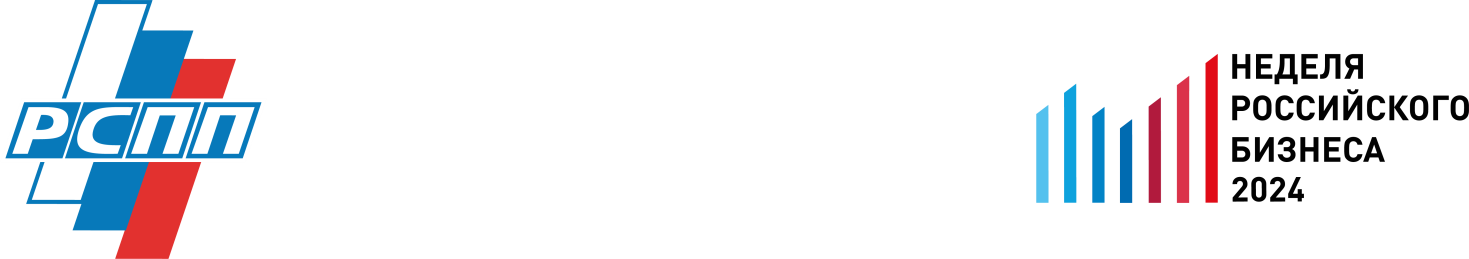 РСПП
НЕДЕЛЯ
РОССИЙСКОГО
БИЗНЕСА
2024